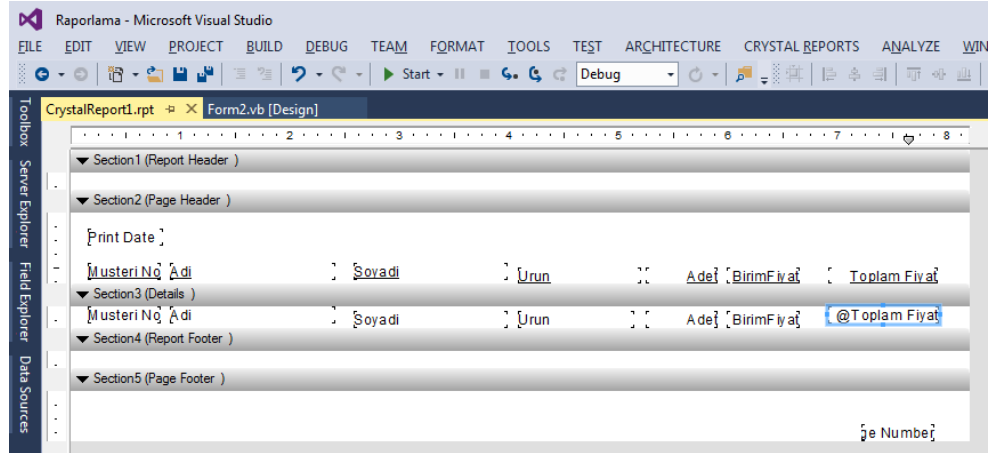 Raporlama - Microsoft Visual Studio
FILE EDIT VIEW PROJECT BUILD DEBUG TEAM FORMAT TOOLS TEST ARCHITECTURE CRYSTAL REPORTS ANALYZE WIN
Start Debug
CrystalReport1.rpt Form2.vb [Design]
Toolbox
Server Explorer
Field Explorer
Data Sources
1 2 3 4 5 6 7 8
Section1 (Report Header )
Section2 (Page Header )
Print Date
Musteri No Adi Soyadi Urun Adet BirimFiyat Toplam Fiyat
Section3 (Details )
Musteri No Adi Soyadi Urun Adet BirimFiyat @Toplam Fiyat
Section4 (Report Footer )
Section5 (Page Footer )
ge Number